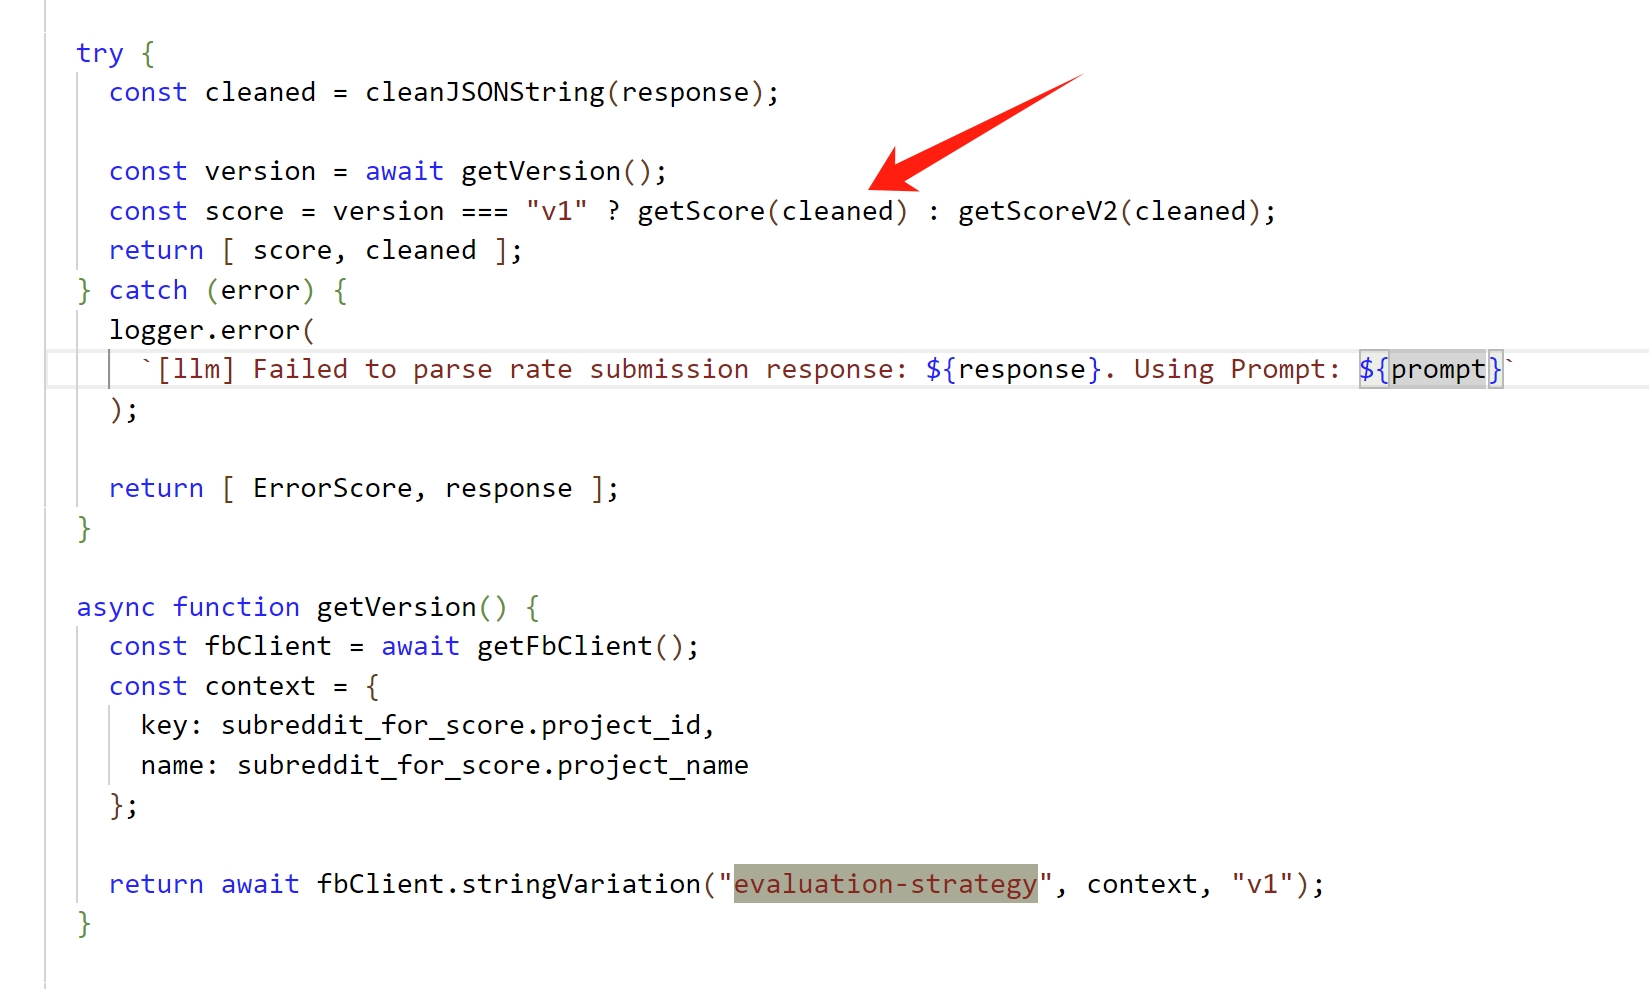 try {
const cleaned = cleanJSONString(response);
const version = await getVersion();
const score = version === "v1" ? getScore(cleaned) : getScoreV2(cleaned);
return [ score, cleaned ];
} catch (error) {
logger.error(
`[llm] Failed to parse rate submission response: ${response}. Using Prompt: ${prompt}`
);
return [ ErrorScore, response ];
}
async function getVersion() {
const fbClient = await getFbClient();
const context = {
key: subreddit_for_score.project_id,
name: subreddit_for_score.project_name
};
return await fbClient.stringVariation("evaluation-strategy", context, "v1");
}